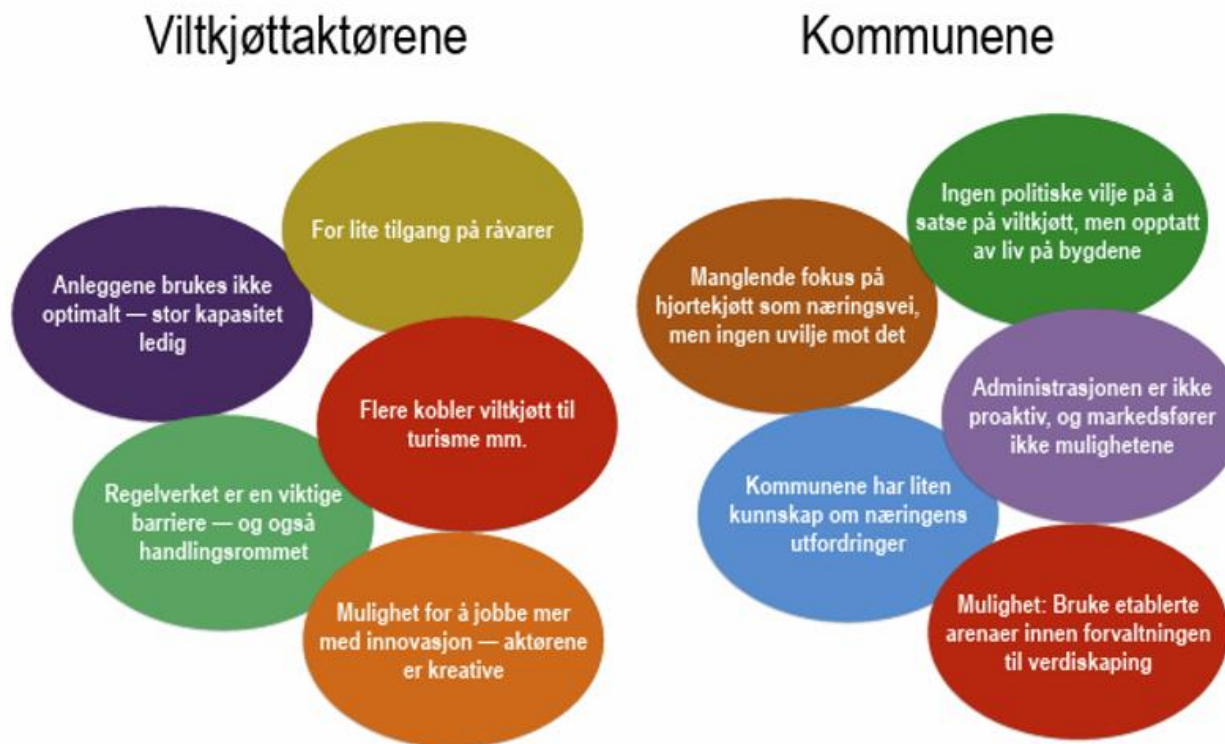 Viltkjøttaktørene
For lite tilgang på råvarer
Anleggene brukes ikke
optimalt — stor kapasitet
ledig
Flere kobler viltkjøtt til
turisme mm.
Regelverket er en viktige
barriere — og også
handlingsrommet
Mulighet for å jobbe mer
med innovasjon — aktørene
er kreative
Kommunene
Ingen politiske vilje på å
satse på viltkjøtt, men opptatt
av liv på bygdene
Manglende fokus på
hjortekjøtt som næringsvei,
men ingen uvilje mot det
Administrasjonen er ikke
proaktiv, og markedsfører
ikke mulighetene
Kommunene har liten
kunnskap om næringens
utfordringer
Mulighet: Bruke etablerte
arenaer innen forvaltningen
til verdiskaping